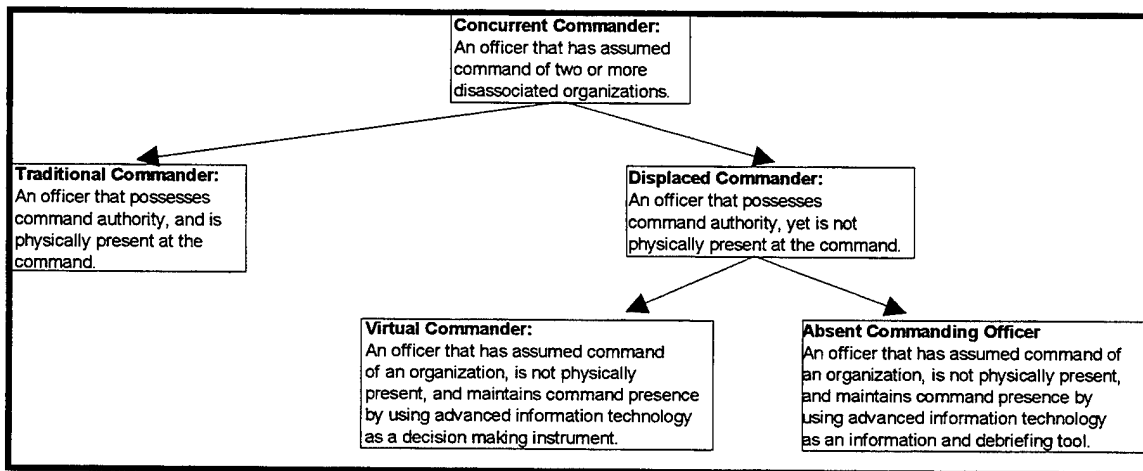 Concurrent Commander:
An officer that has assumed
command of two or more
disassociated organizations.
Traditional Commander:
An officer that possesses
command authority, and is
physically present at the
command.
Displaced Commander:
An officer that possesses
command authority, yet is not
physically present at the command.
Virtual Commander:
An officer that has assumed command
of an organization, is not physically
present, and maintains command presence
by using advanced information technology
as a decision making instrument.
Absent Commanding Officer
An officer that has assumed command of
an organization, is not physically present,
and maintains command presence by
using advanced information technology
as an information and debriefing tool.